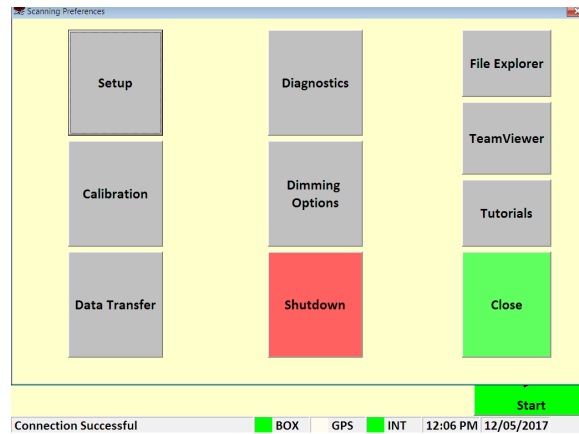 Scanning Preferences
Setup
Diagnostics
File Explorer
TeamViewer
Calibration
Dimming
Options
Tutorials
Data Transfer
Shutdown
Close
Start
Connection Successful BOX GPS INT 12:06 PM 12/05/2017